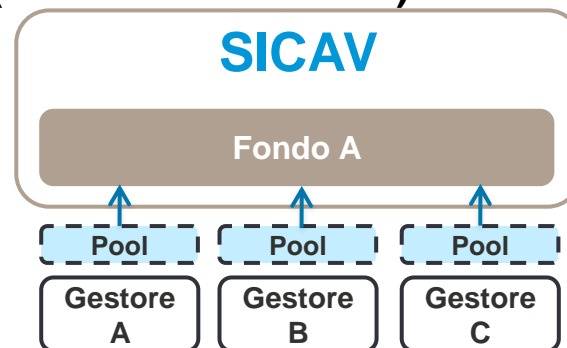 SICAV
Fondo A
Pool Pool Pool
Gestore Gestore Gestore
A B C